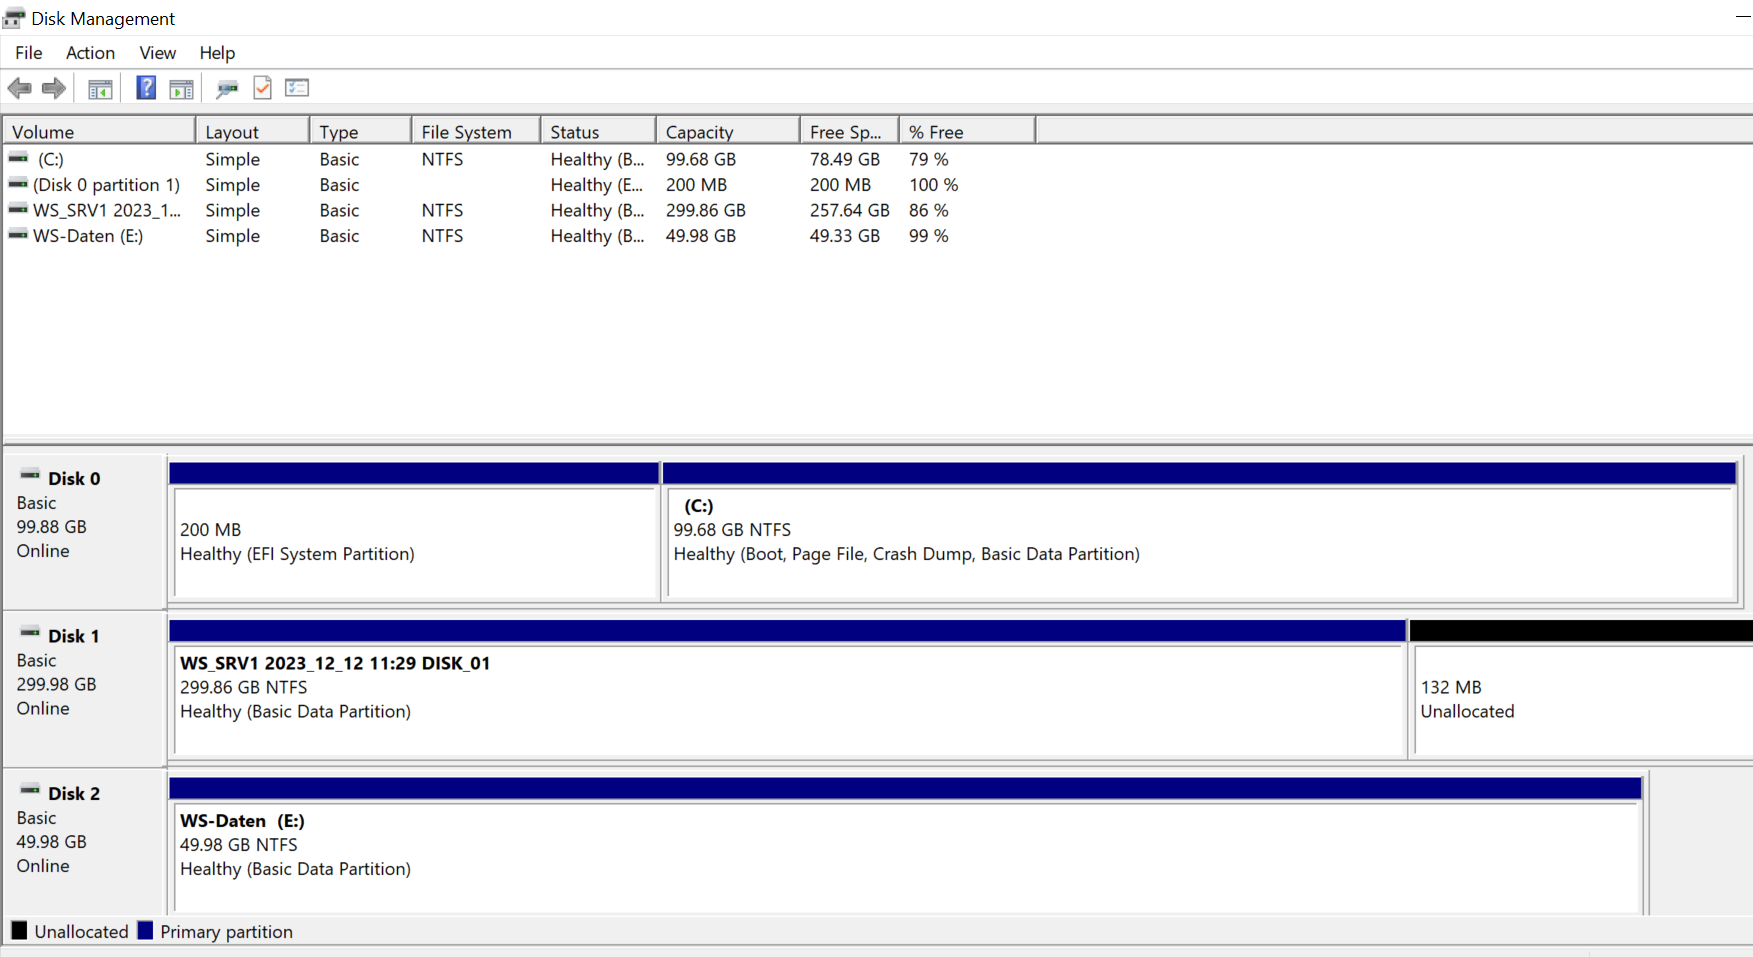 Disk Management
File Action View Help
?
Volume Layout Type File System Status Capacity Free Sp... % Free
(C:) Simple Basic NTFS Healthy (B... 99.68 GB 78.49 GB 79 %
(Disk 0 partition 1) Simple Basic Healthy (E... 200 MB 200 MB 100 %
WS_SRV1 2023_1... Simple Basic NTFS Healthy (B... 299.86 GB 257.64 GB 86 %
WS-Daten (E:) Simple Basic NTFS Healthy (B... 49.98 GB 49.33 GB 99 %
Disk 0
Basic
99.88 GB
Online
200 MB
Healthy (EFI System Partition)
(C:)
99.68 GB NTFS
Healthy (Boot, Page File, Crash Dump, Basic Data Partition)
Disk 1
Basic
299.98 GB
Online
WS_SRV1 2023_12_12 11:29 DISK_01
299.86 GB NTFS
Healthy (Basic Data Partition)
132 MB
Unallocated
Disk 2
Basic
49.98 GB
Online
WS-Daten (E:)
49.98 GB NTFS
Healthy (Basic Data Partition)
Unallocated Primary partition